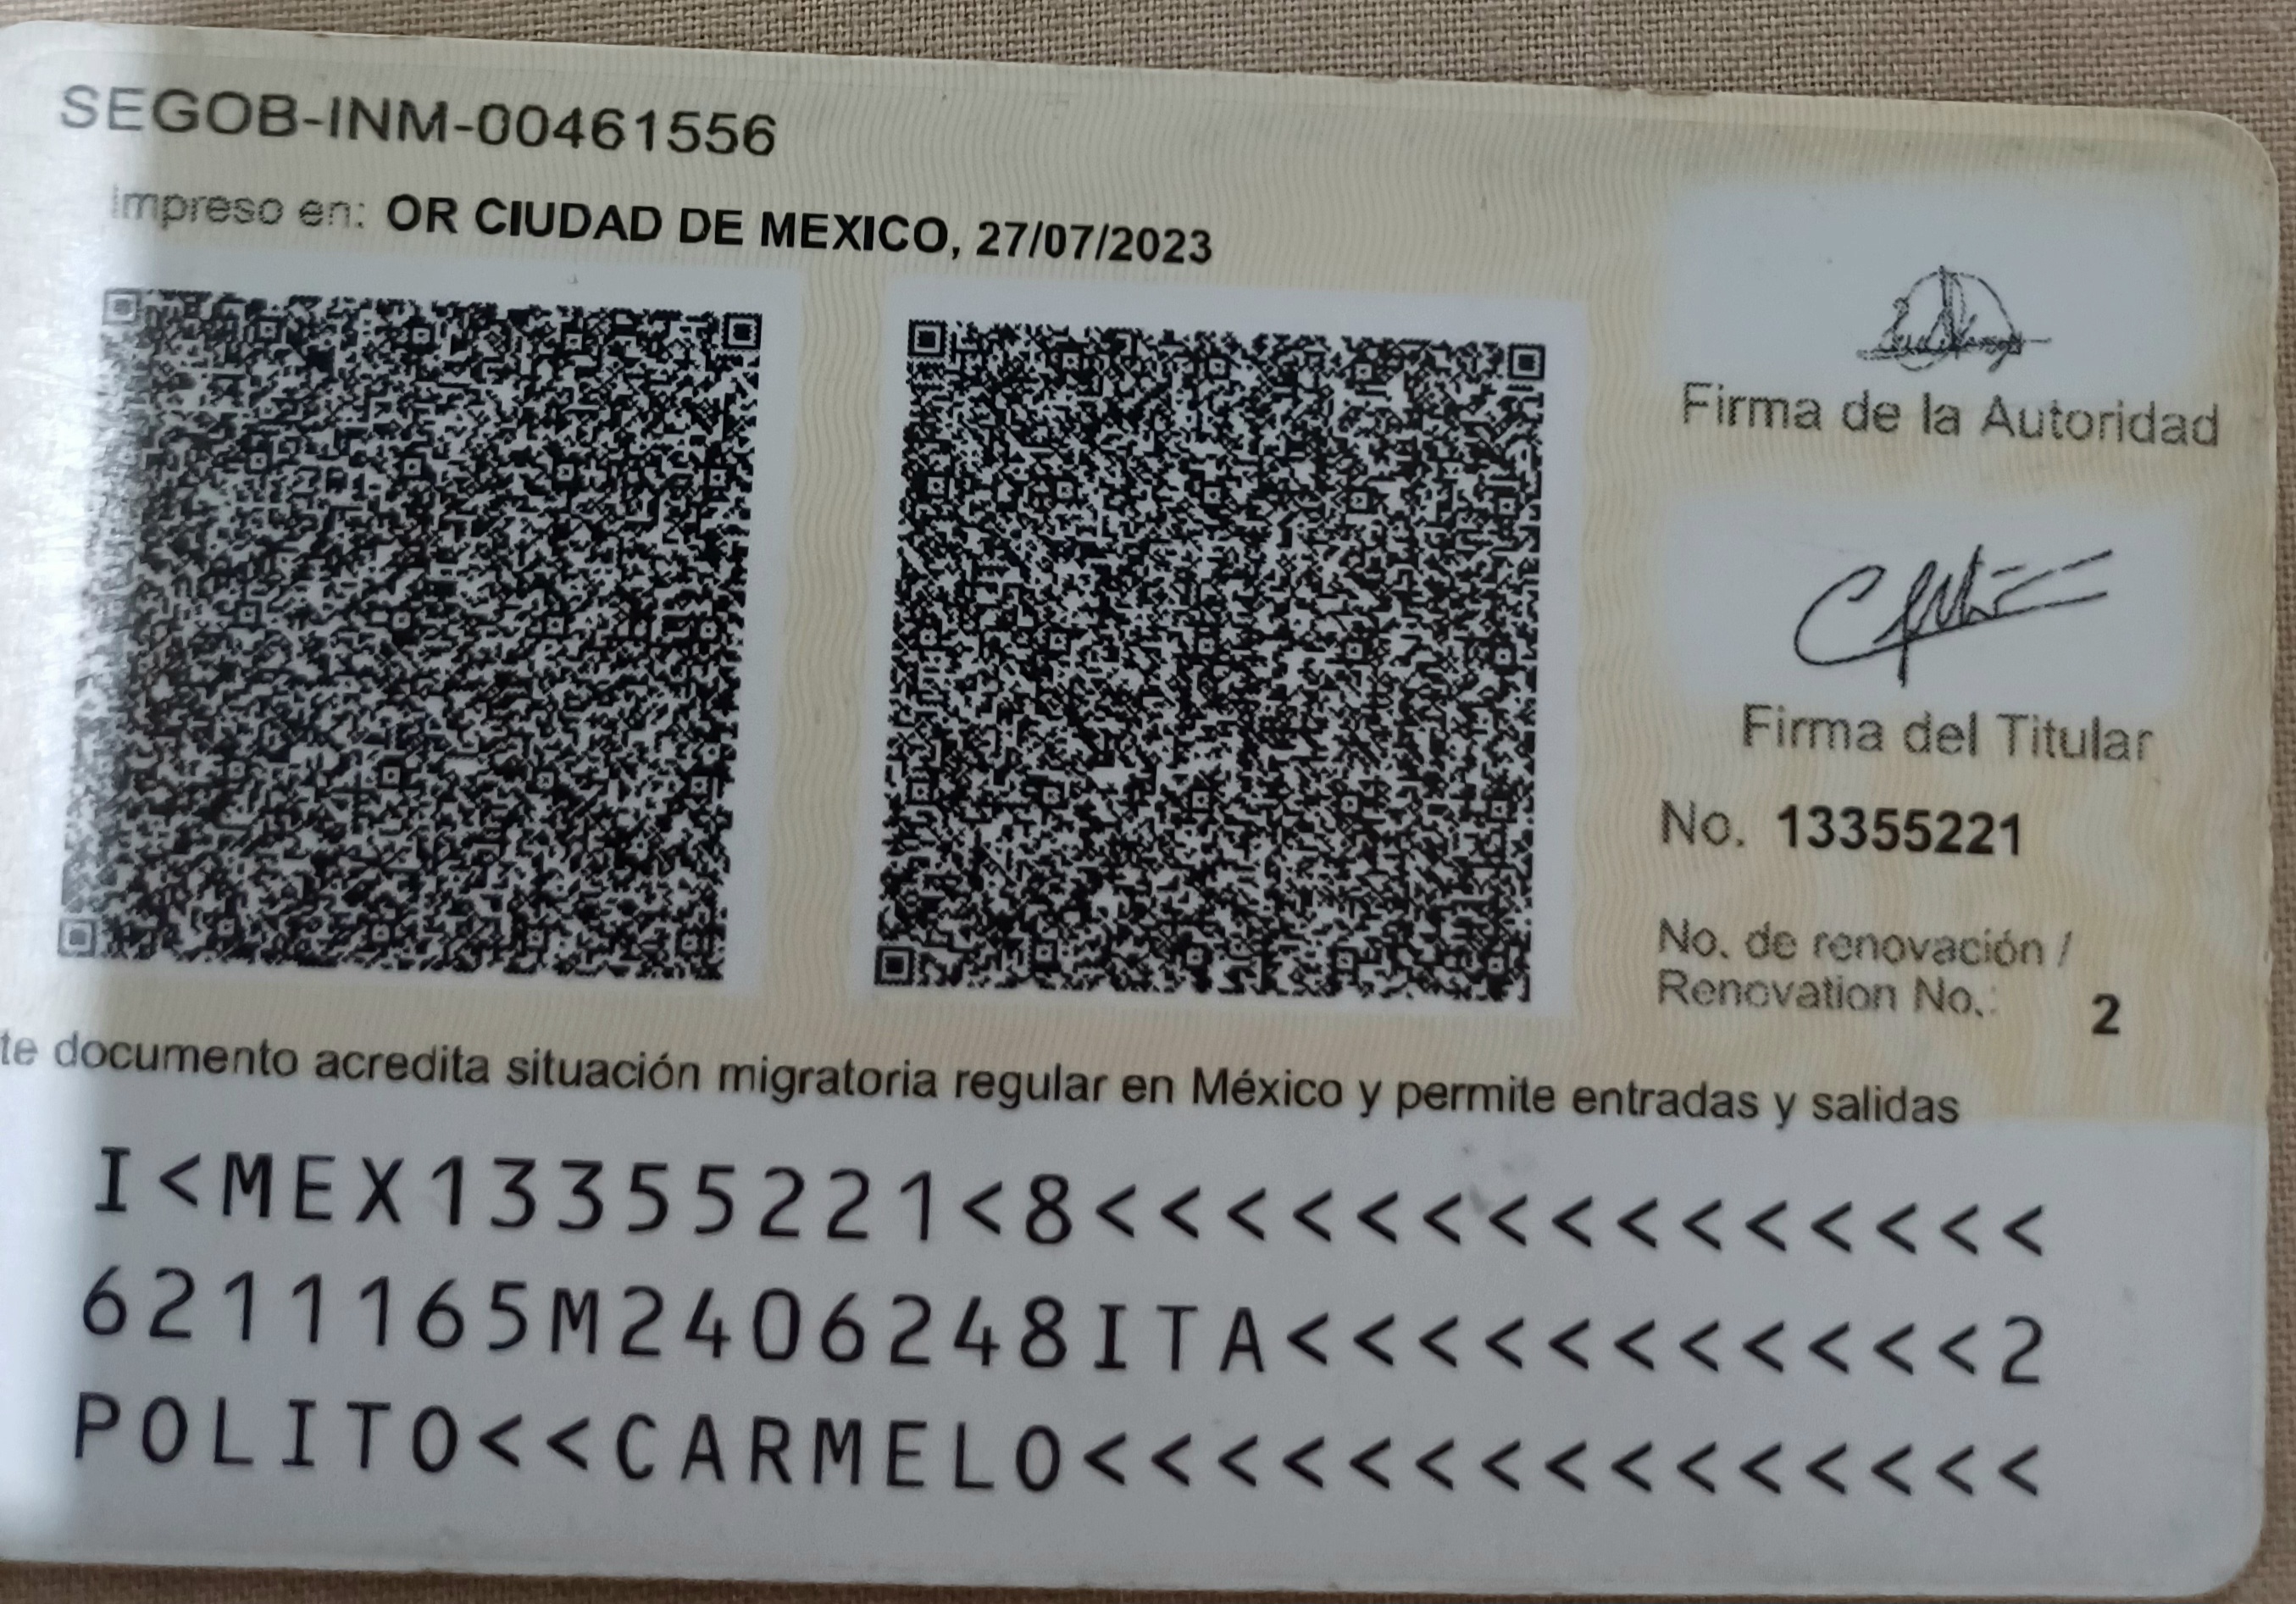 SEGOB-INM-00461556
Impreso en: OR CIUDAD DE MEXICO, 27/07/2023
Firma de la Autoridad
Firma del Titular
No. 13355221
No. de renovación /
Renovation No.: 2
te documento acredita situación migratoria regular en México y permite entradas y salidas
I<MEX13355221<8<<<<<<<<<<<<<<<
6211165M2406248ITA<<<<<<<<<<<2
POLITO<<CARMELO<<<<<<<<<<<<<<<